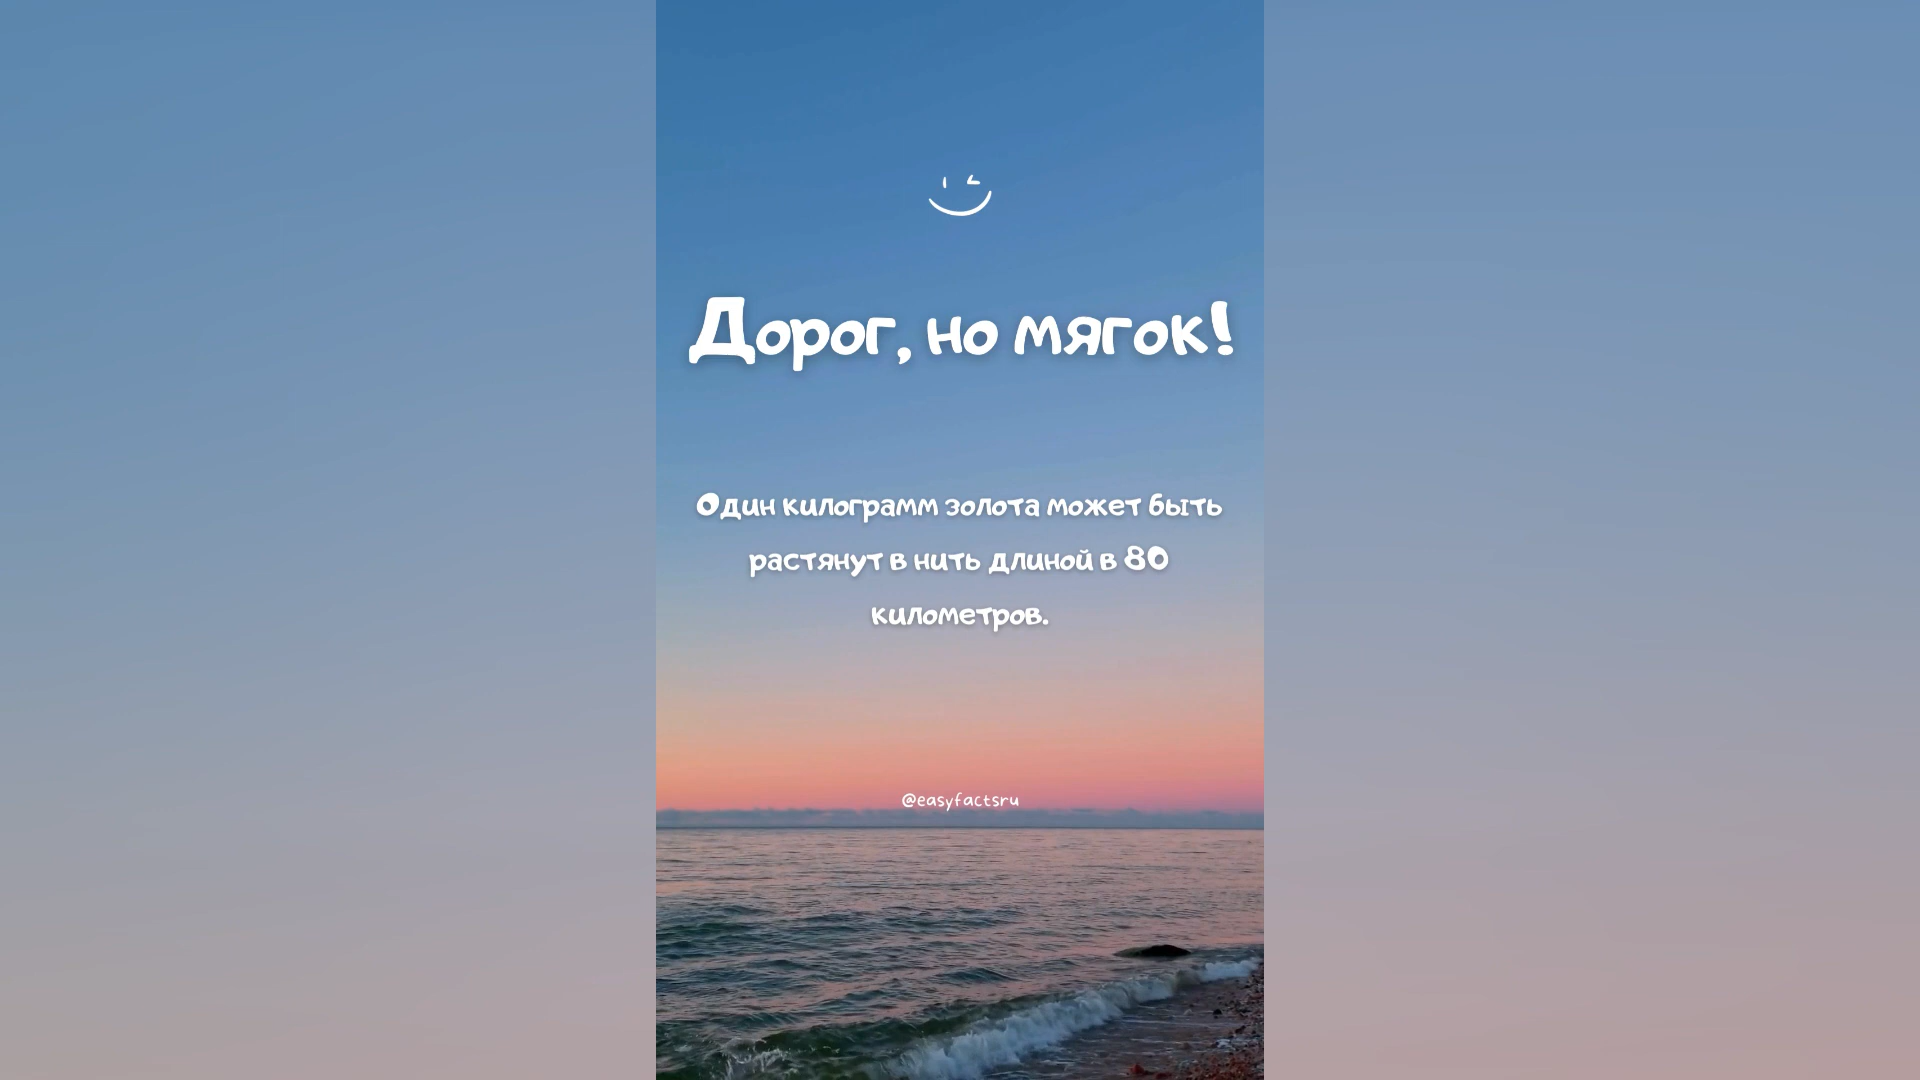 Дорог, но мягок!
Один килограмм золота может быть
растянут в нить длиной в 80
километров.
@easyfactsru